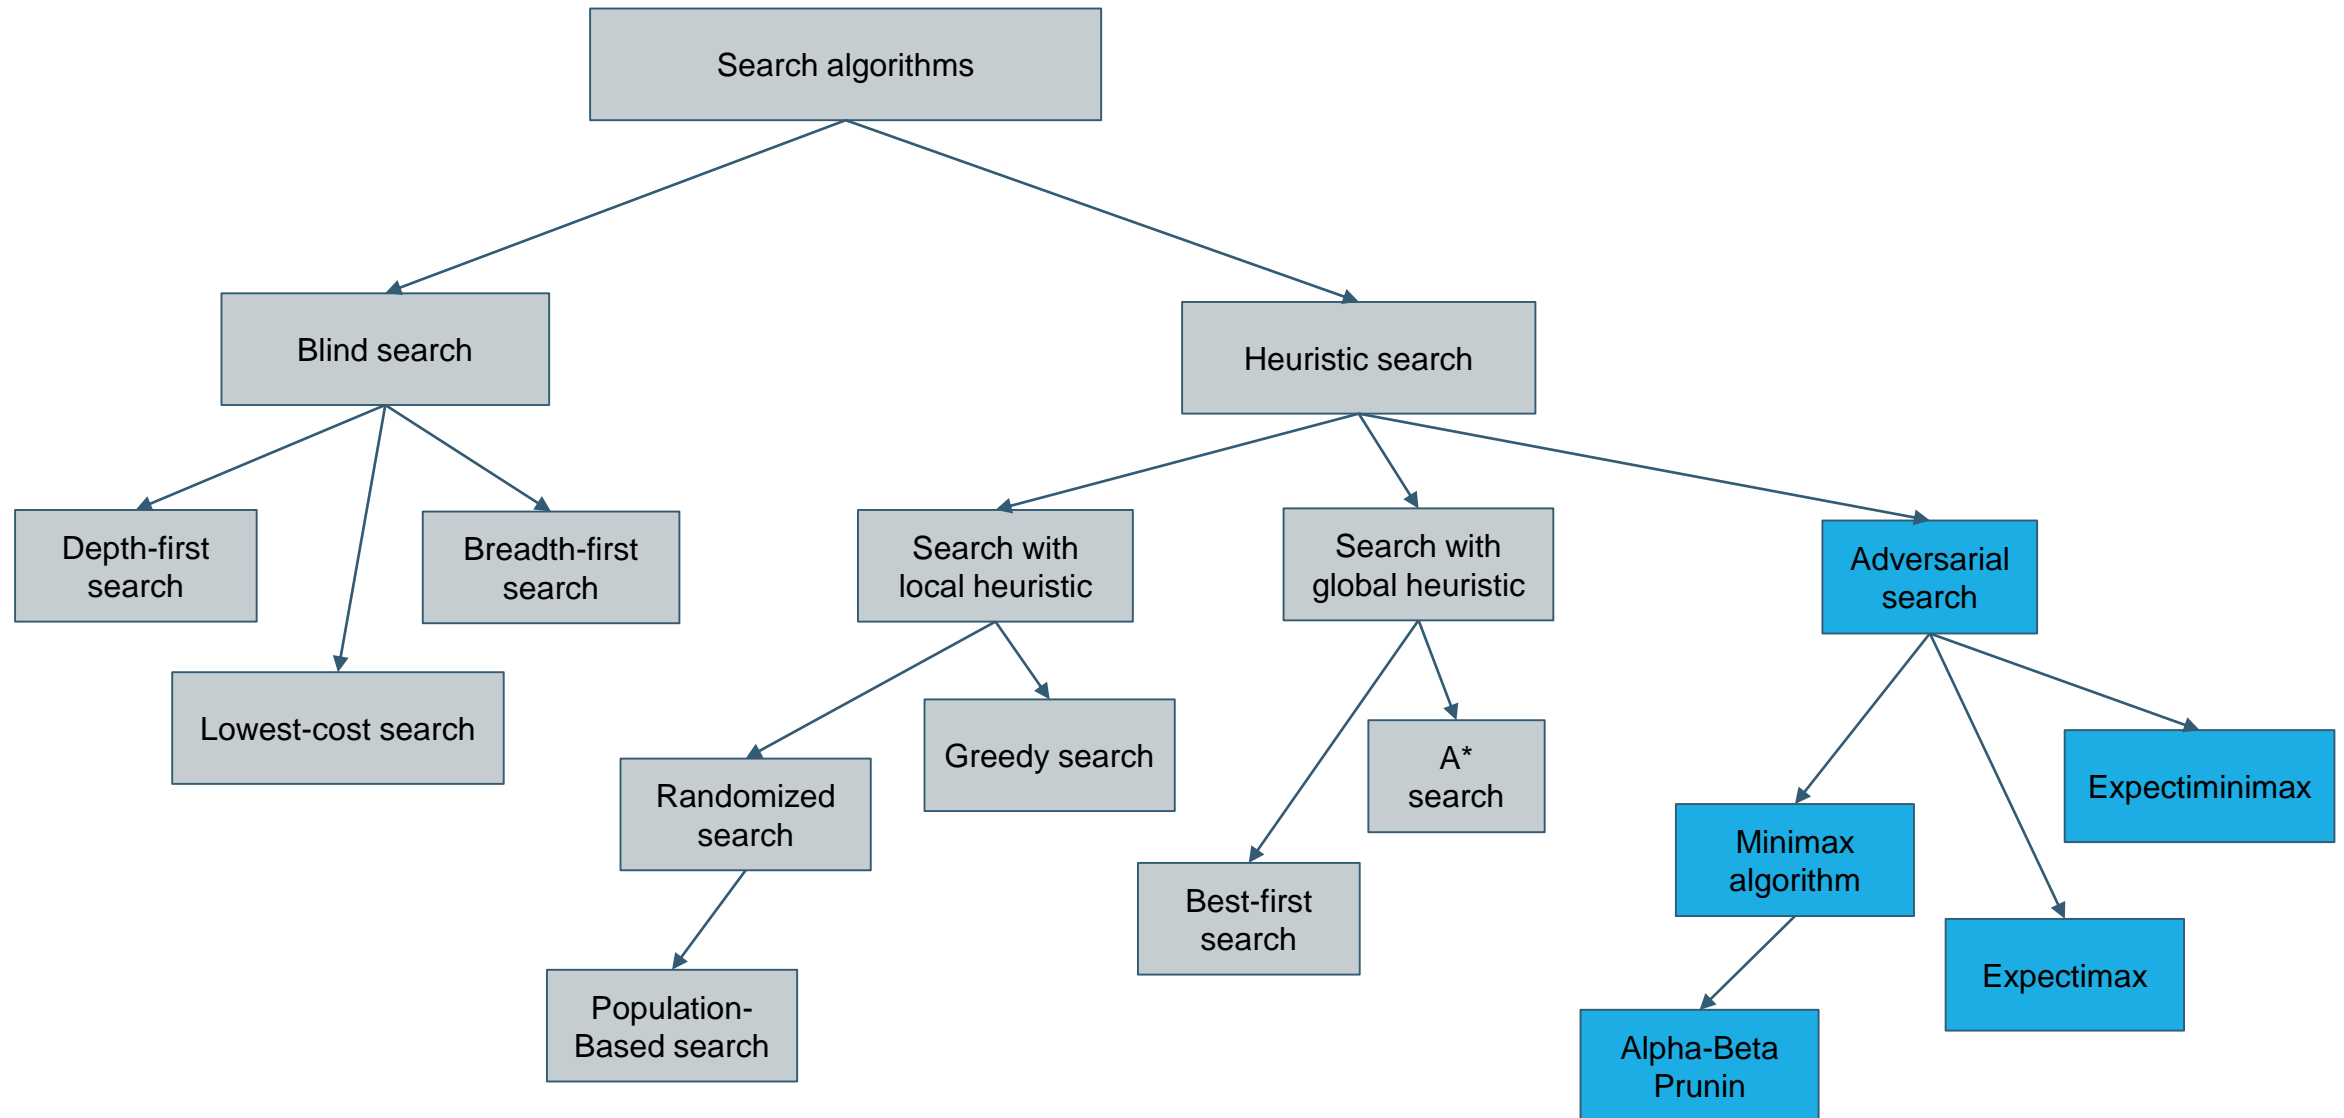 Search algorithms
Blind search
Heuristic search
Depth-first
search
Breadth-first
search
Search with
local heuristic
Search with
global heuristic
Adversarial
search
Lowest-cost search
Greedy search
A*
search
Expectiminimax
Randomized
search
Minimax
algorithm
Best-first
search
Expectimax
Population-
Based search
Alpha-Beta
Prunin